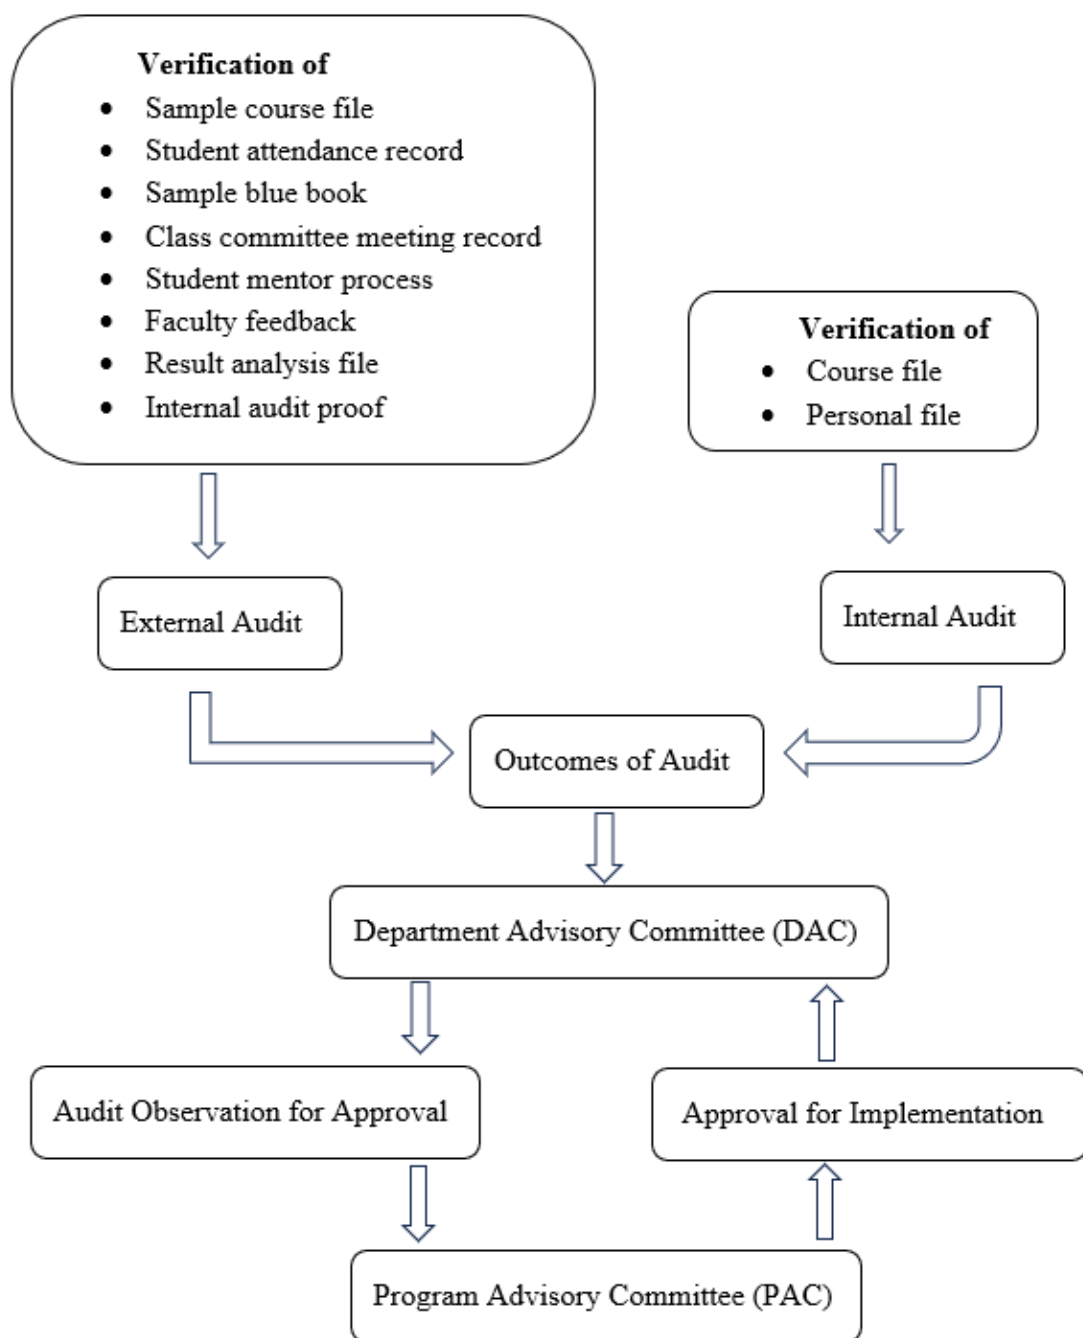 Verification of
• Sample course file
• Student attendance record
• Sample blue book
• Class committee meeting record
• Student mentor process
• Faculty feedback
• Result analysis file
• Internal audit proof
Verification of
• Course file
• Personal file
External Audit
Internal Audit
Outcomes of Audit
Department Advisory Committee (DAC)
Audit Observation for Approval
Approval for Implementation
Program Advisory Committee (PAC)